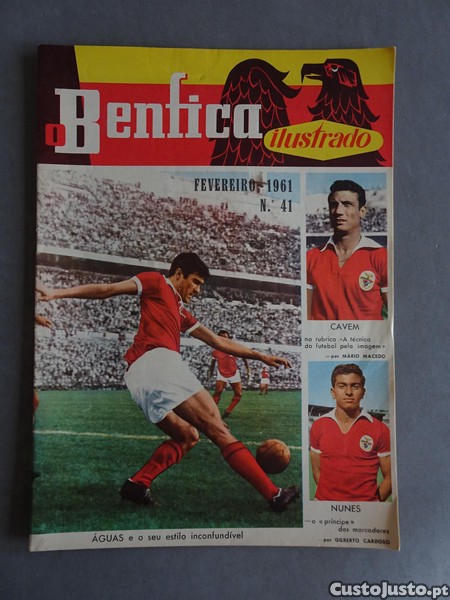 O Benfica
ilustrado
FEVEREIRO, 1961
N.º 41
CAVEM
na rubrica «A técnica
do futebol pela imagem»
—por MÁRIO MACEDO
NUNES
—o «príncipe»
dos marcadores
—por GILBERTO CARDOSO
ÁGUAS e o seu estilo inconfundível
CustoJusto.pt